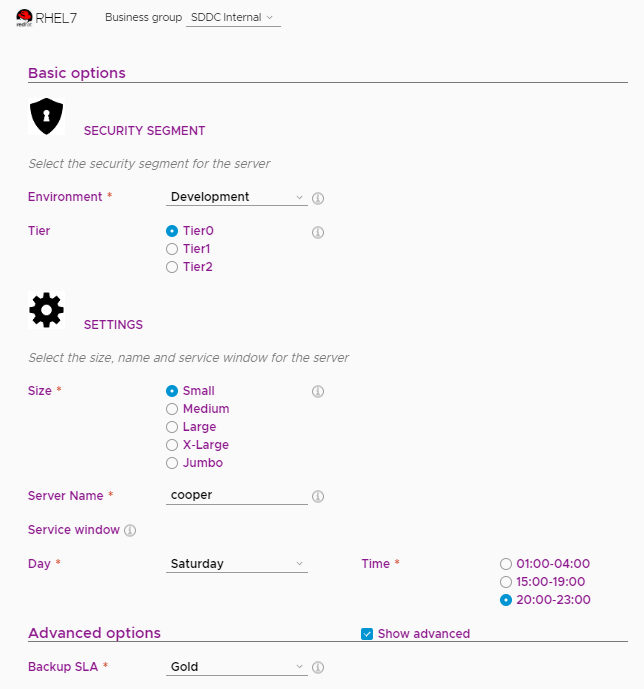 redhat RHEL7 Business group SDDC Internal
Basic options
SECURITY SEGMENT
Select the security segment for the server
Environment * Development
Tier Tier0
Tier1
Tier2
SETTINGS
Select the size, name and service window for the server
Size * Small
Medium
Large
X-Large
Jumbo
Server Name * cooper
Service window
Day * Saturday Time * 01:00-04:00
15:00-19:00
20:00-23:00
Advanced options Show advanced
Backup SLA * Gold